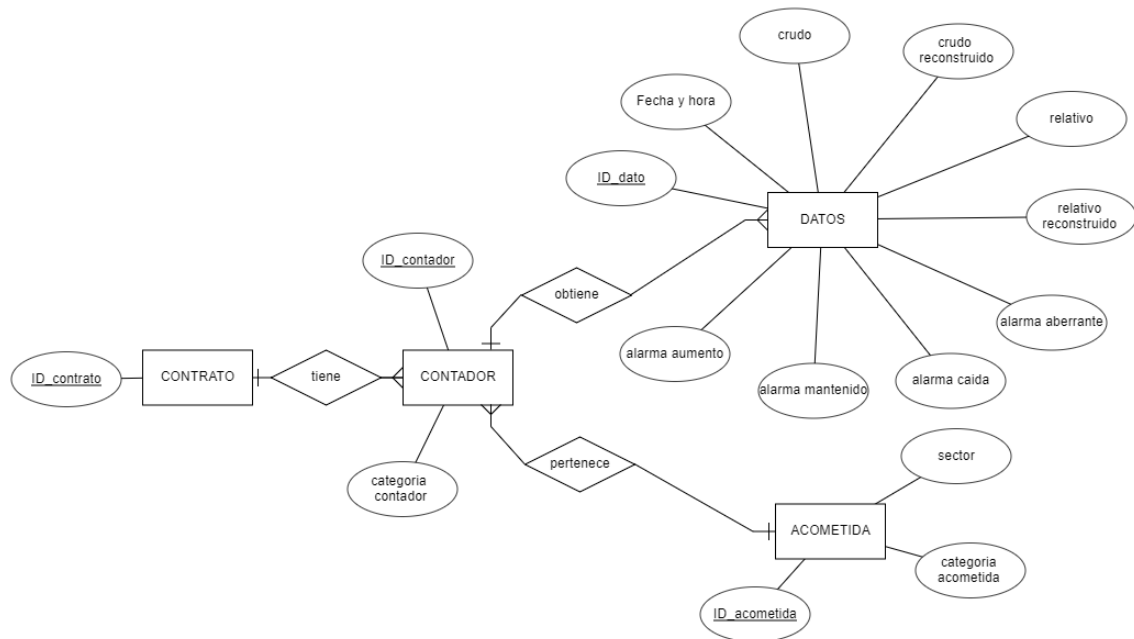 crudo
crudo
reconstruido
Fecha y hora
relativo
ID_dato
DATOS
relativo
reconstruido
ID_contador
obtiene
alarma aberrante
alarma aumento
alarma mantenido
alarma caida
ID_contrato
CONTRATO
tiene
CONTADOR
pertenece
sector
categoria
contador
ACOMETIDA
categoria
acometida
ID_acometida